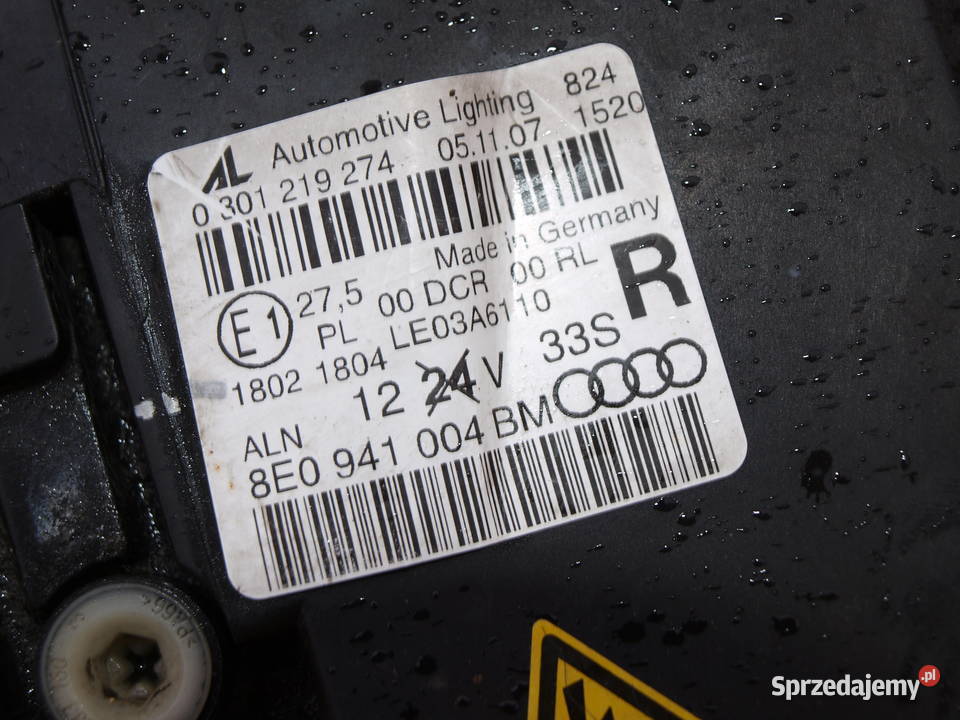 AL Automotive Lighting 824
0 301 219 274 05.11.07 1520
Made in Germany
E1 27,5 00 DCR 00 RL R
PL LE03A6110
1802 1804
12 24 V 33S
ALN
8E0 941 004 BM
Sprzedajemy.pl